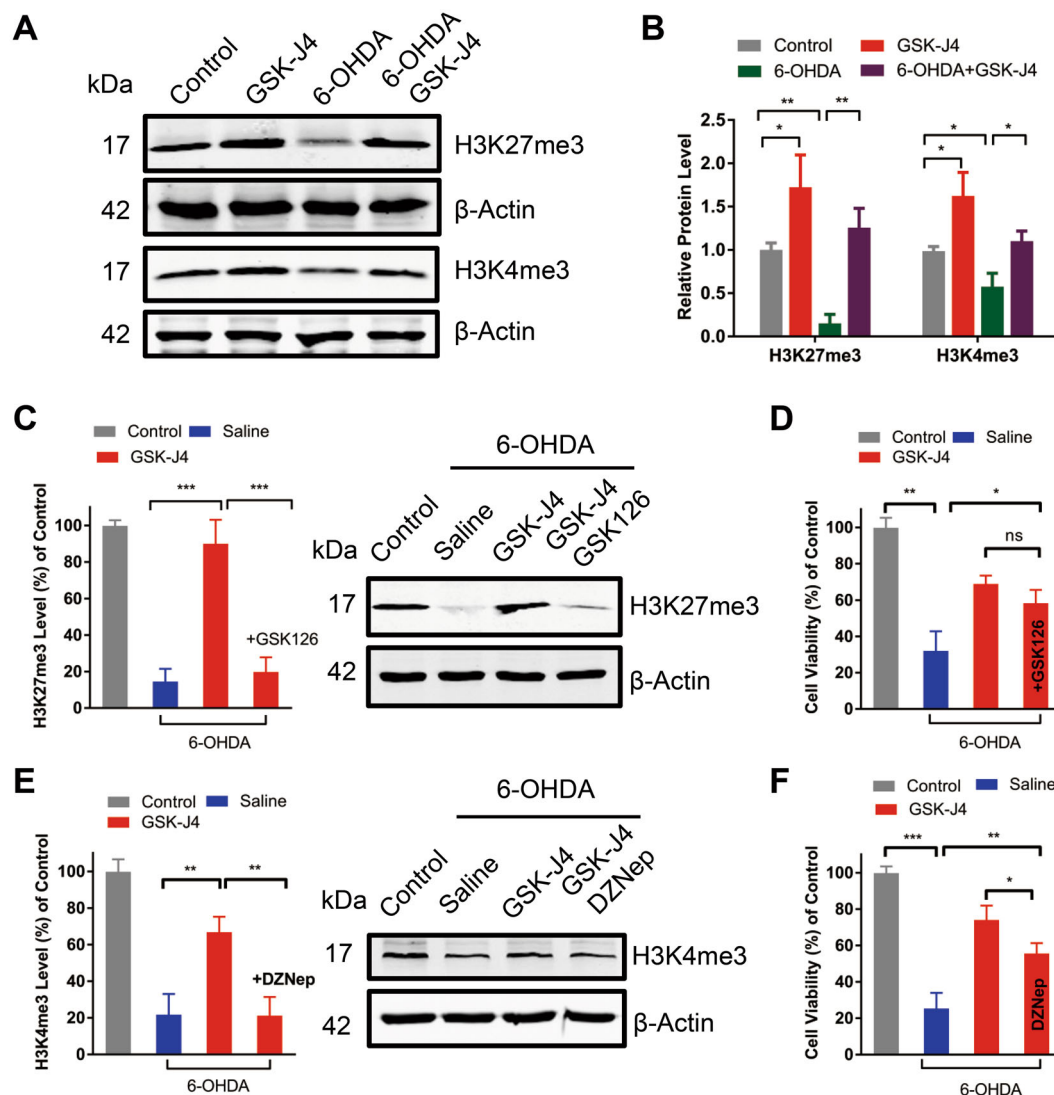 A
kDa
Control
GSK-J4
6-OHDA
6-OHDA
GSK-J4
17
H3K27me3
42
β-Actin
17
H3K4me3
42
β-Actin
B
Control
GSK-J4
6-OHDA
6-OHDA+GSK-J4
Relative Protein Level
2.5
2.0
1.5
1.0
0.5
0.0
** **
*
* *
*
H3K27me3
H3K4me3
C
Control
Saline
GSK-J4
H3K27me3 Level (%) of Control
100
80
60
40
20
0
*** ***
+GSK126
6-OHDA
6-OHDA
kDa
Control
Saline
GSK-J4
GSK-J4
GSK126
17
H3K27me3
42
β-Actin
D
Control
Saline
GSK-J4
Cell Viability (%) of Control
100
80
60
40
20
0
** *
ns
+GSK126
6-OHDA
E
Control
Saline
GSK-J4
H3K4me3 Level (%) of Control
100
80
60
40
20
0
** **
+DZNep
6-OHDA
6-OHDA
kDa
Control
Saline
GSK-J4
GSK-J4
DZNep
17
H3K4me3
42
β-Actin
F
Control
Saline
GSK-J4
Cell Viability (%) of Control
100
80
60
40
20
0
*** **
*
DZNep
6-OHDA